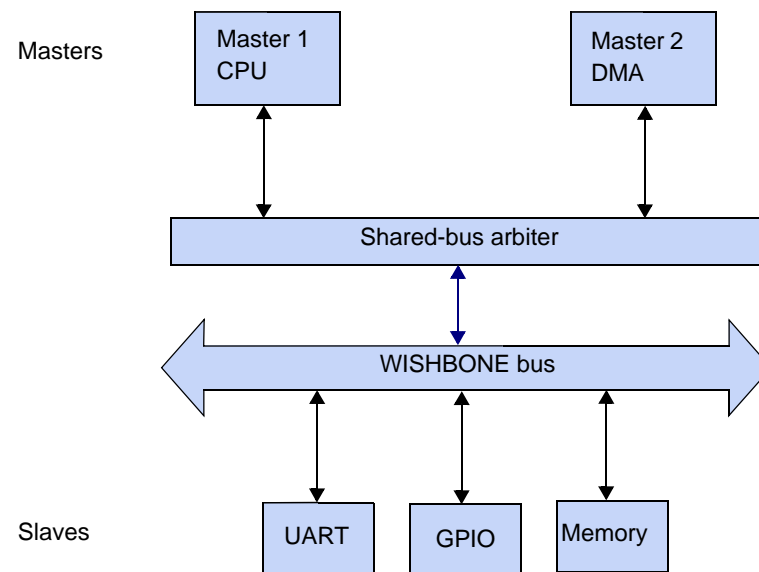 Masters
Master 1
CPU
Master 2
DMA
Shared-bus arbiter
WISHBONE bus
Slaves
UART
GPIO
Memory